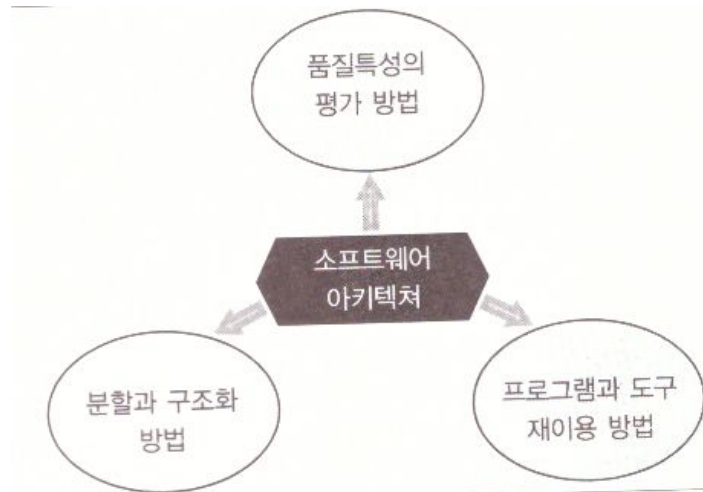 품질특성의
평가 방법
소프트웨어
아키텍쳐
분할과 구조화
방법
프로그램과 도구
재이용 방법